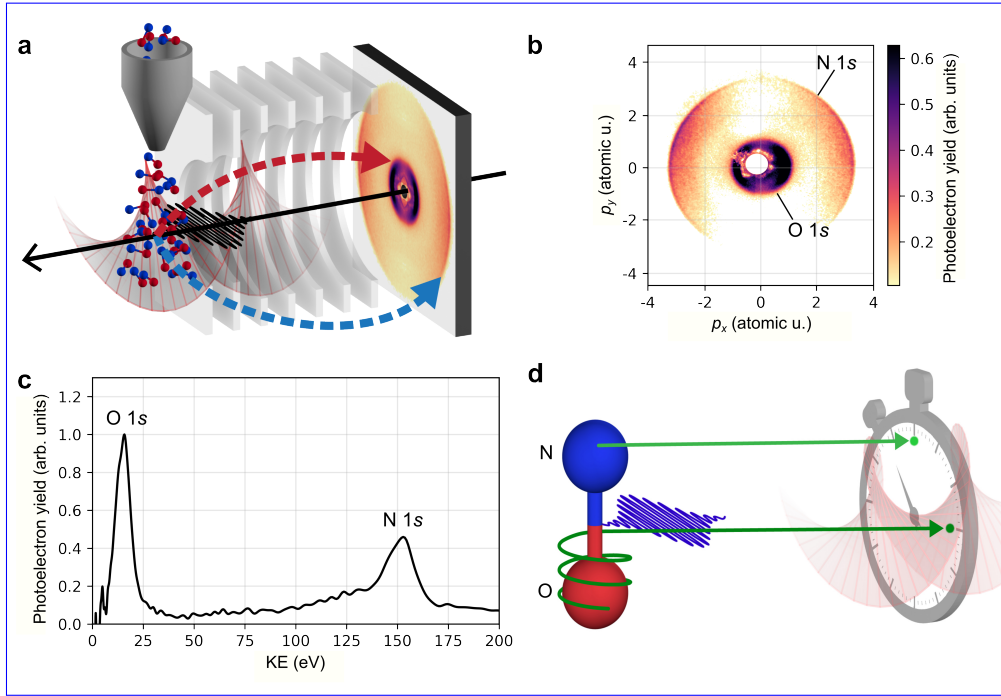 a
b
N 1s
O 1s
4
2
0
−2
−4
-4
-2
0
2
4
p_y (atomic u.)
p_x (atomic u.)
0.6
0.5
0.4
0.3
0.2
Photoelectron yield (arb. units)
c
O 1s
N 1s
1.2
1.0
0.8
0.6
0.4
0.2
0.0
0
25
50
75
100
125
150
175
200
Photoelectron yield (arb. units)
KE (eV)
d
N
O